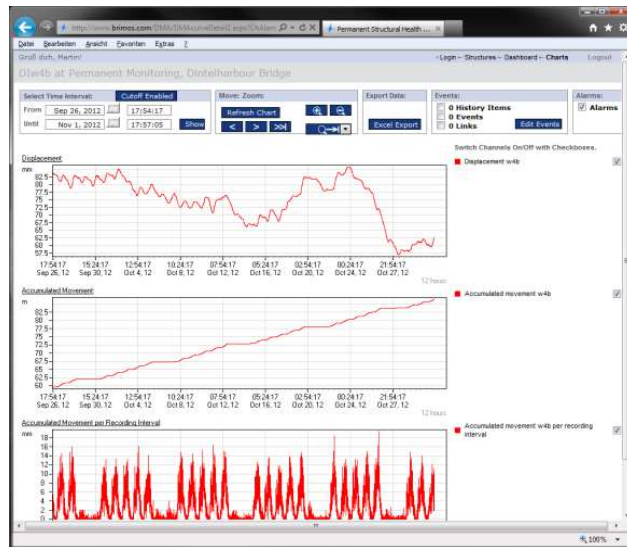 http://www.brimos.com/
Permanent Structural Health ...
Datei Bearbeiten Ansicht Favoriten Extras ?
Grüß dich, Martin!
Login Structures Dashboard Charts Logout
at Permanent Monitoring, Dintelharbour Bridge
Select Time Interval: Cutoff Enabled
From Sep 26, 2012 17:54:17
Until Nov 1, 2012 17:57:05 Show
Move: Zoom:
Refresh Chart
< > >>|
Export Data:
Excel Export
Events:
0 History Items
0 Events
0 Links Edit Events
Alarms:
Alarms
Switch Channels On/Off with Checkboxes.
Displacement
mm
82.5
80
77.5
75
72.5
70
67.5
65
62.5
60
57.5
17:54:17 15:24:17 12:54:17 10:24:17 07:54:17 05:24:17 02:54:17 00:24:17 21:54:17
Sep 26, 12 Sep 30, 12 Oct 4, 12 Oct 8, 12 Oct 12, 12 Oct 16, 12 Oct 20, 12 Oct 24, 12 Oct 27, 12
12 hours
Displacement w4b
Accumulated Movement
m
82.5
80
77.5
75
72.5
70
67.5
65
62.5
60
17:54:17 15:24:17 12:54:17 10:24:17 07:54:17 05:24:17 02:54:17 00:24:17 21:54:17
Sep 26, 12 Sep 30, 12 Oct 4, 12 Oct 8, 12 Oct 12, 12 Oct 16, 12 Oct 20, 12 Oct 24, 12 Oct 27, 12
12 hours
Accumulated movement w4b
Accumulated Movement per Recording Interval
mm
18
16
14
12
10
8
6
4
2
0
Accumulated movement w4b per recording
interval
100%